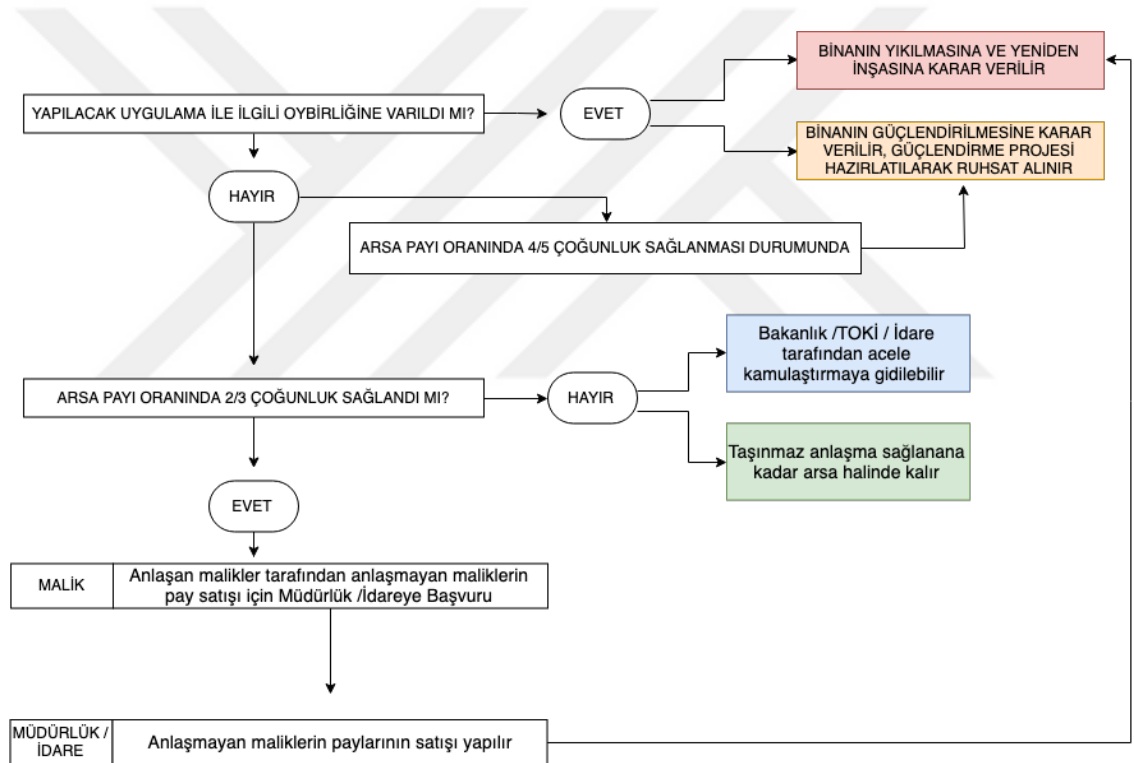 BİNANIN YIKILMASINA VE YENİDEN
İNŞASINA KARAR VERİLİR
YAPILACAK UYGULAMA İLE İLGİLİ OYBİRLİĞİNE VARILDI MI?
EVET
BİNANIN GÜÇLENDİRİLMESİNE KARAR
VERİLİR, GÜÇLENDİRME PROJESİ
HAZIRLATILARAK RUHSAT ALINIR
HAYIR
ARSA PAYI ORANINDA 4/5 ÇOĞUNLUK SAĞLANMASI DURUMUNDA
Bakanlık /TOKİ / İdare
tarafından acele
kamulaştırmaya gidilebilir
ARSA PAYI ORANINDA 2/3 ÇOĞUNLUK SAĞLANDI MI?
HAYIR
Taşınmaz anlaşma sağlanana
kadar arsa halinde kalır
EVET
MALİK
Anlaşan malikler tarafından anlaşmayan maliklerin
pay satışı için Müdürlük /İdareye Başvuru
MÜDÜRLÜK /
İDARE
Anlaşmayan maliklerin paylarının satışı yapılır